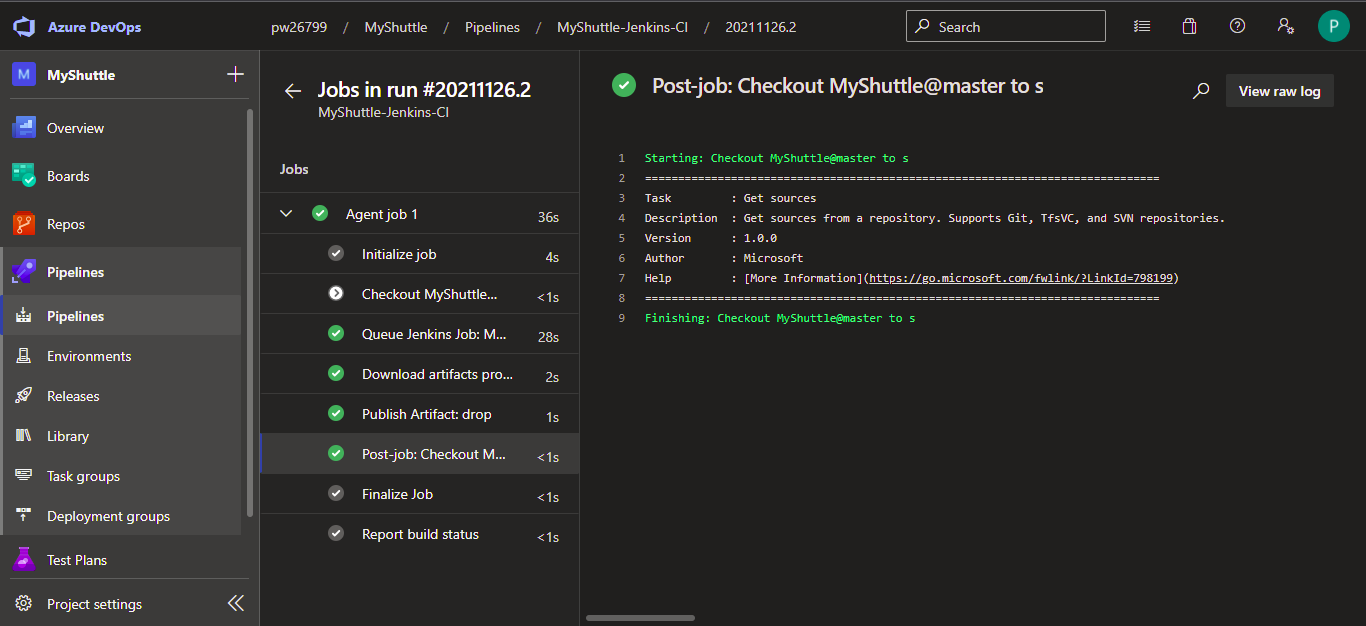 Azure DevOps
pw26799 / MyShuttle / Pipelines / MyShuttle-Jenkins-CI / 20211126.2
Search
P
M MyShuttle
Overview
Boards
Repos
Pipelines
Pipelines
Environments
Releases
Library
Task groups
Deployment groups
Test Plans
Project settings
Jobs in run #20211126.2
MyShuttle-Jenkins-CI
Jobs
Agent job 1 36s
Initialize job 4s
Checkout MyShuttle... <1s
Queue Jenkins Job: M... 28s
Download artifacts pro... 2s
Publish Artifact: drop 1s
Post-job: Checkout M... <1s
Finalize Job <1s
Report build status <1s
Post-job: Checkout MyShuttle@master to s
View raw log
1 Starting: Checkout MyShuttle@master to s
2 ==============================================================================
3 Task : Get sources
4 Description : Get sources from a repository. Supports Git, TfsVC, and SVN repositories.
5 Version : 1.0.0
6 Author : Microsoft
7 Help : [More Information](https://go.microsoft.com/fwlink/?LinkId=798199)
8 ==============================================================================
9 Finishing: Checkout MyShuttle@master to s